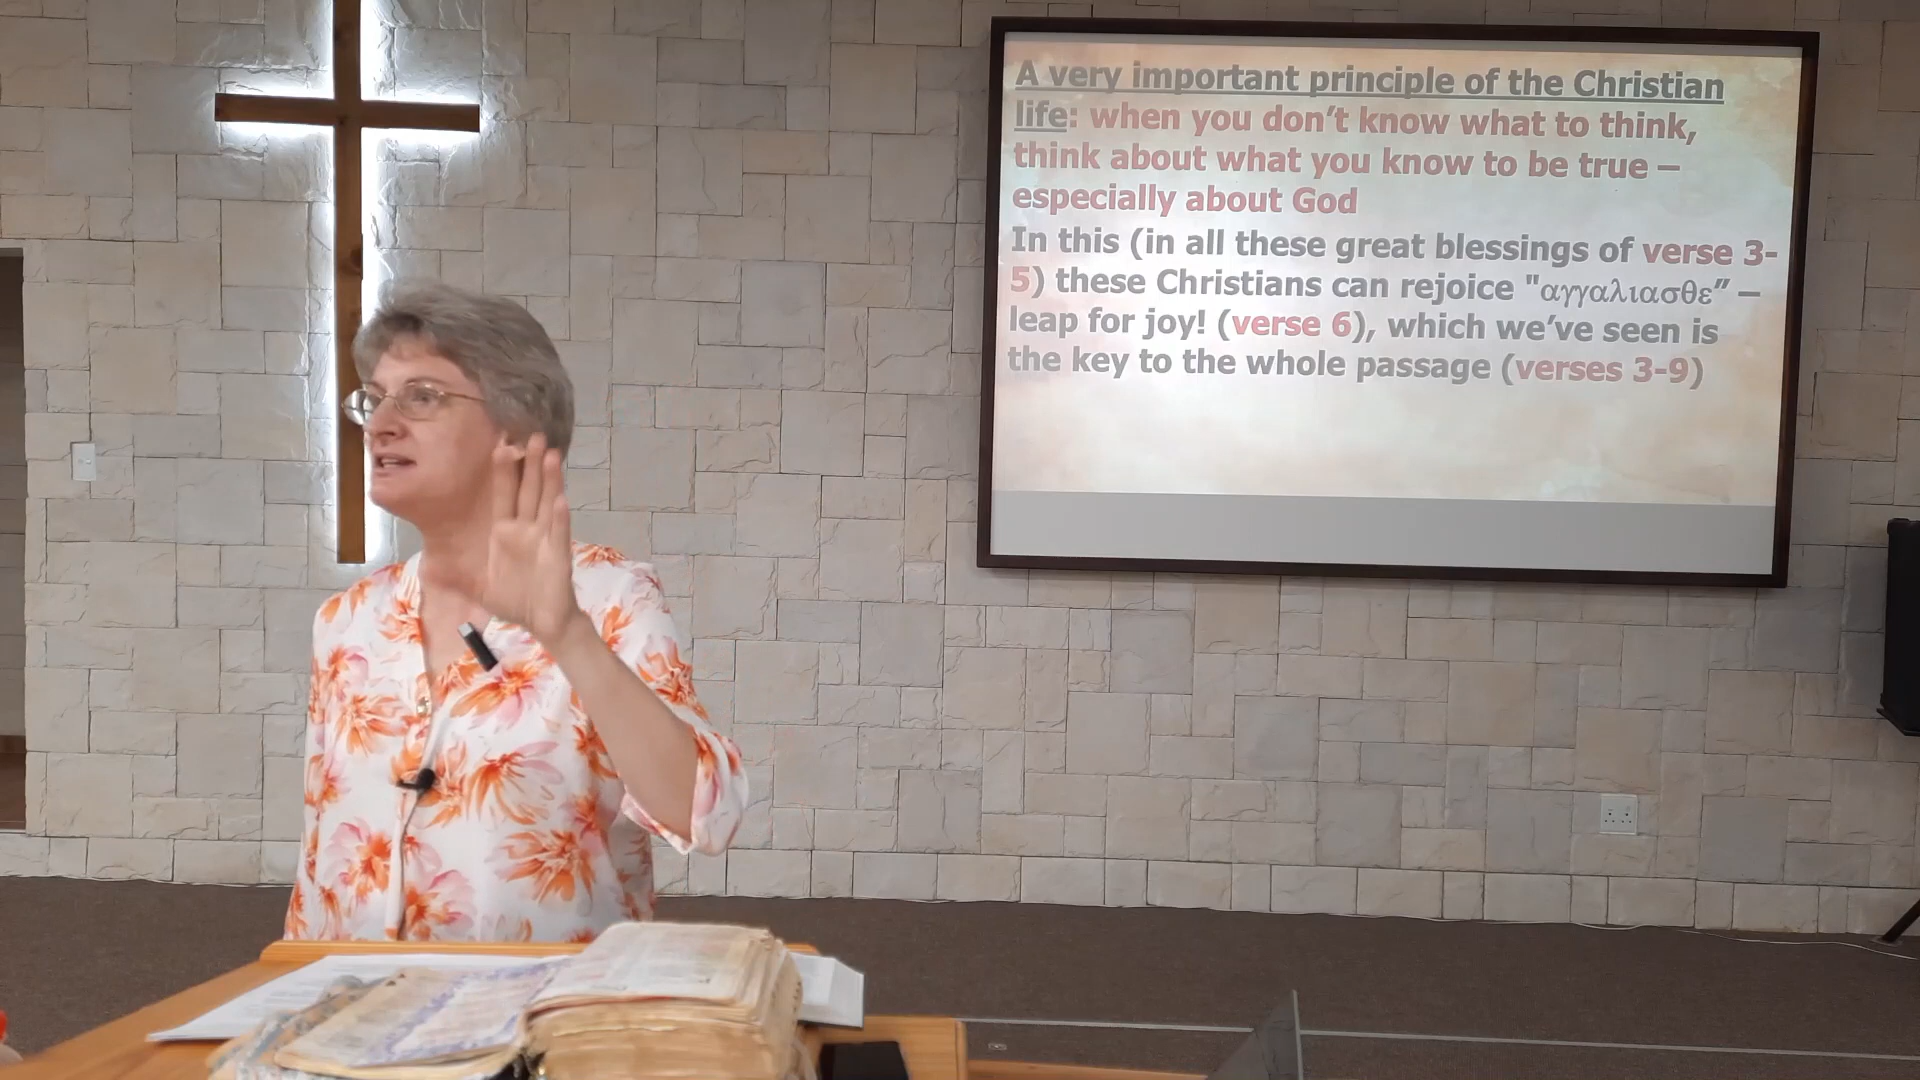 A very important principle of the Christian
life: when you don’t know what to think,
think about what you know to be true –
especially about God
In this (in all these great blessings of verse 3-
5) these Christians can rejoice "αγγαλιασθε” –
leap for joy! (verse 6), which we’ve seen is
the key to the whole passage (verses 3-9)